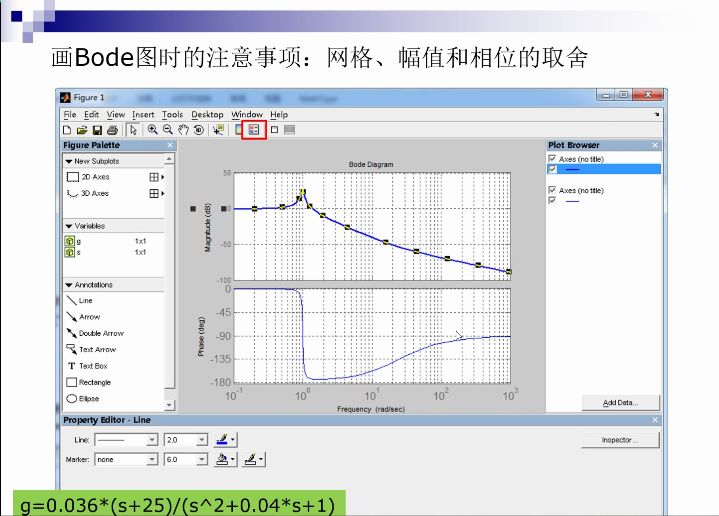 画Bode图时的注意事项：网格、幅值和相位的取舍
Figure 1
File Edit View Insert Tools Desktop Window Help
Figure Palette
New Subplots
2D Axes
3D Axes
Variables
g 1x1
s 1x1
Annotations
Line
Arrow
Double Arrow
Text Arrow
T Text Box
Rectangle
Ellipse
Bode Diagram
Magnitude (dB)
50
0
-50
-100
Phase (deg)
0
-45
-90
-135
-180
10^-1 10^0 10^1 10^2 10^3
Frequency (rad/sec)
Plot Browser
Axes (no title)
Axes (no title)
Add Data...
Property Editor - Line
Line: 2.0
Marker: none 6.0
Inspector...
g=0.036*(s+25)/(s^2+0.04*s+1)